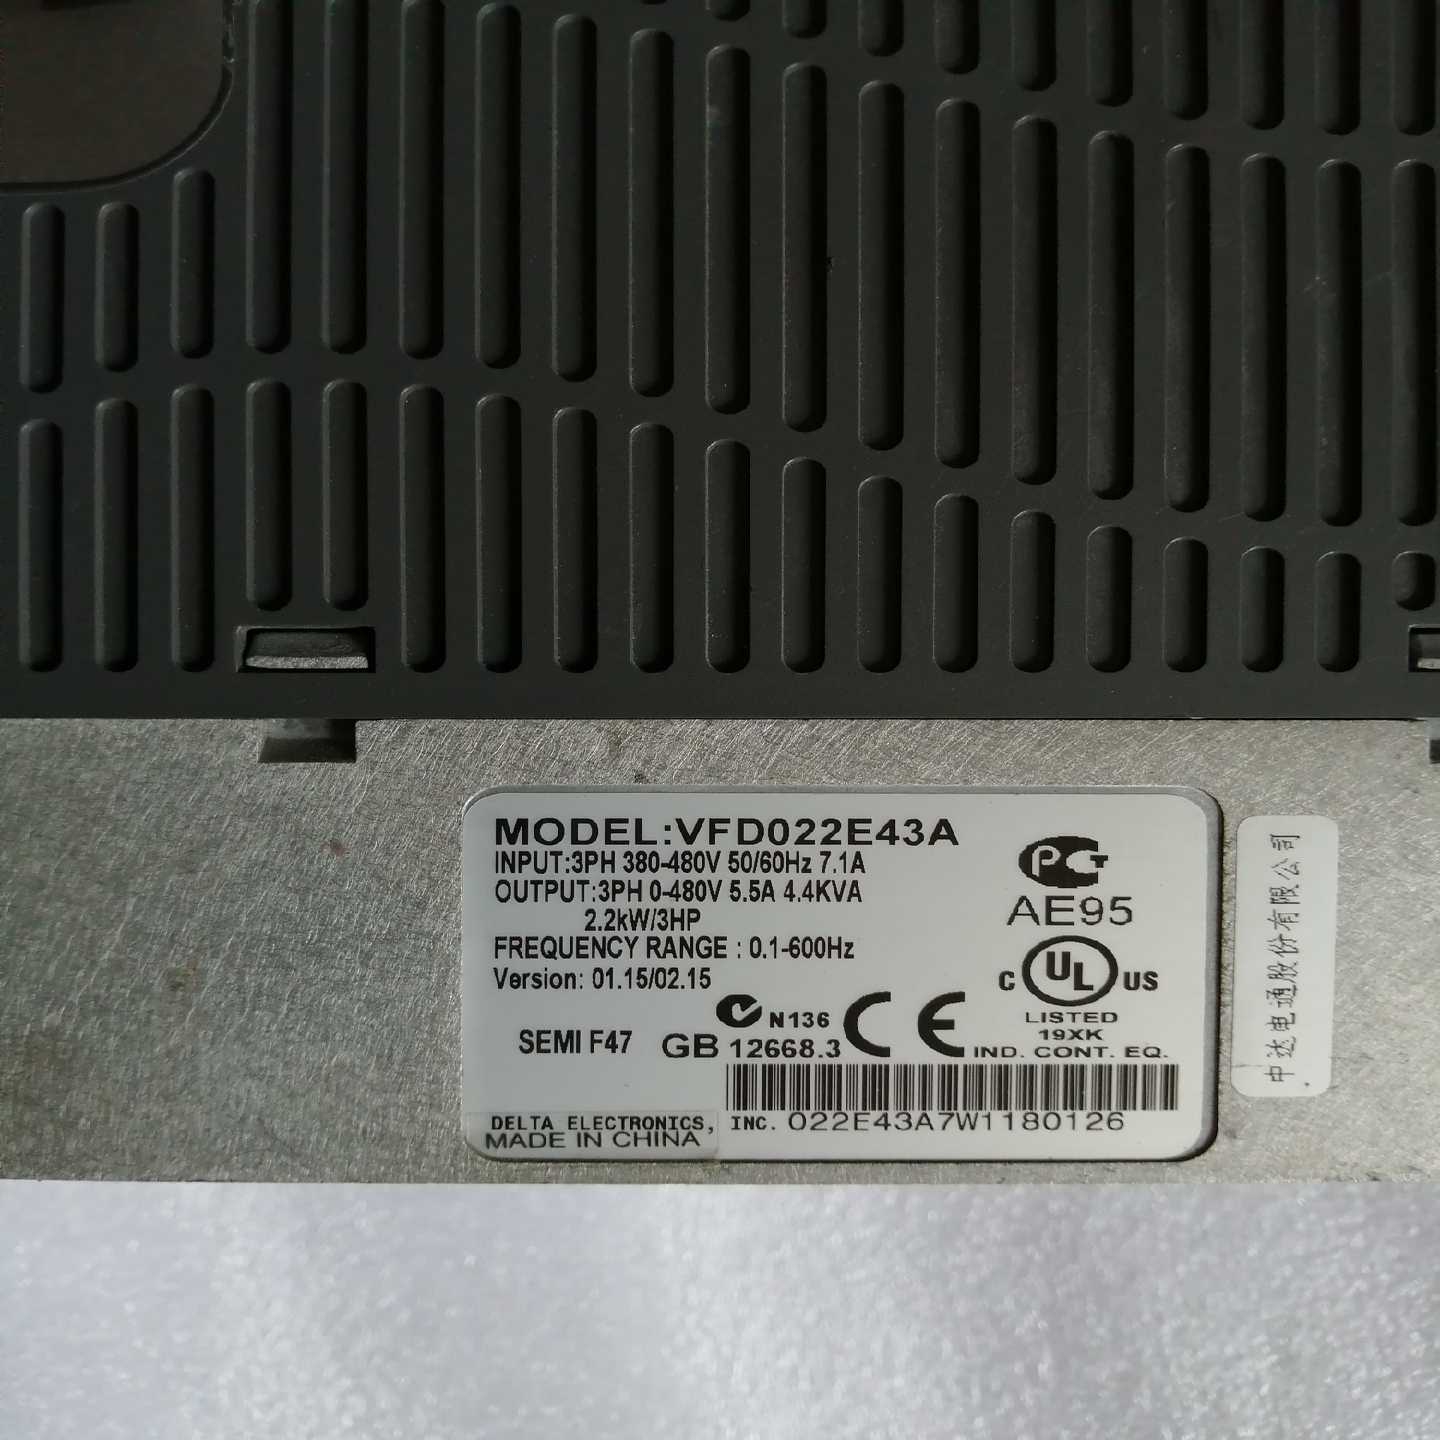 MODEL:VFD022E43A
INPUT:3PH 380-480V 50/60Hz 7.1A
OUTPUT:3PH 0-480V 5.5A 4.4KVA
2.2kW/3HP
FREQUENCY RANGE : 0.1-600Hz
Version: 01.15/02.15
SEMI F47
N136
GB 12668.3
CE
PCT
AE95
C UL US
LISTED
19XK
IND. CONT. EQ.
DELTA ELECTRONICS, INC. 022E43A7W1180126
MADE IN CHINA
中达电通股份有限公司